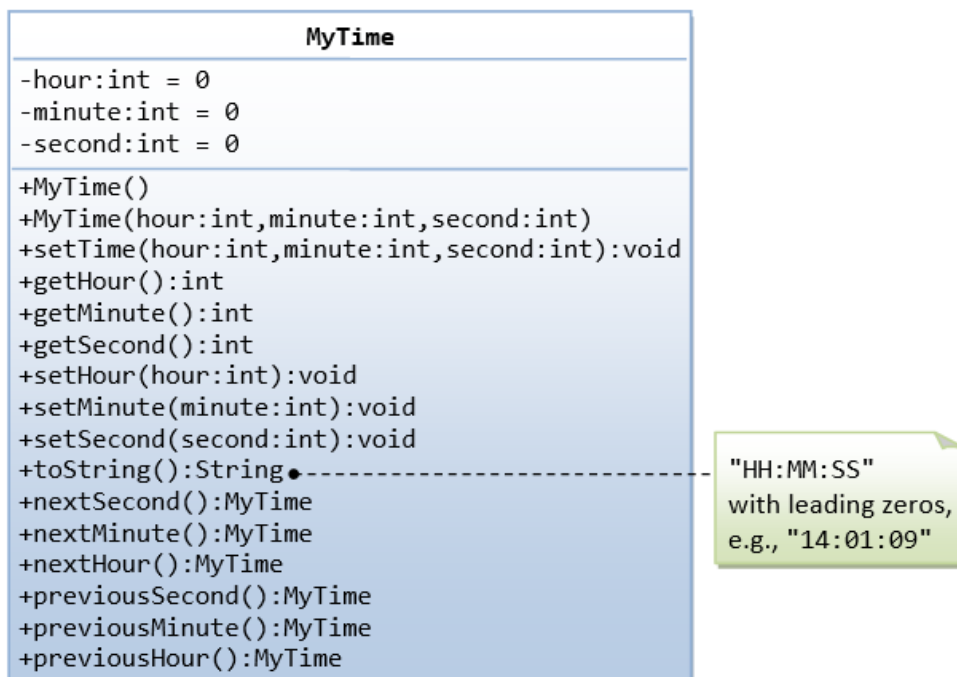 MyTime
-hour:int = 0
-minute:int = 0
-second:int = 0
+MyTime()
+MyTime(hour:int,minute:int,second:int)
+setTime(hour:int,minute:int,second:int):void
+getHour():int
+getMinute():int
+getSecond():int
+setHour(hour:int):void
+setMinute(minute:int):void
+setSecond(second:int):void
+toString():String
+nextSecond():MyTime
+nextMinute():MyTime
+nextHour():MyTime
+previousSecond():MyTime
+previousMinute():MyTime
+previousHour():MyTime
"HH:MM:SS"
with leading zeros,
e.g., "14:01:09"